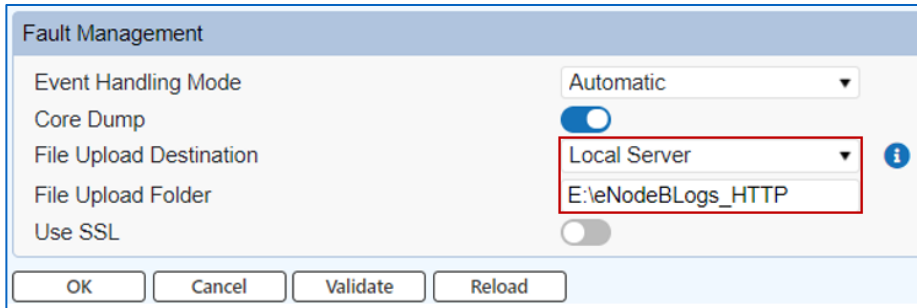 Fault Management
Event Handling Mode Automatic
Core Dump
File Upload Destination Local Server
File Upload Folder E:\eNodeBLogs_HTTP
Use SSL
OK Cancel Validate Reload